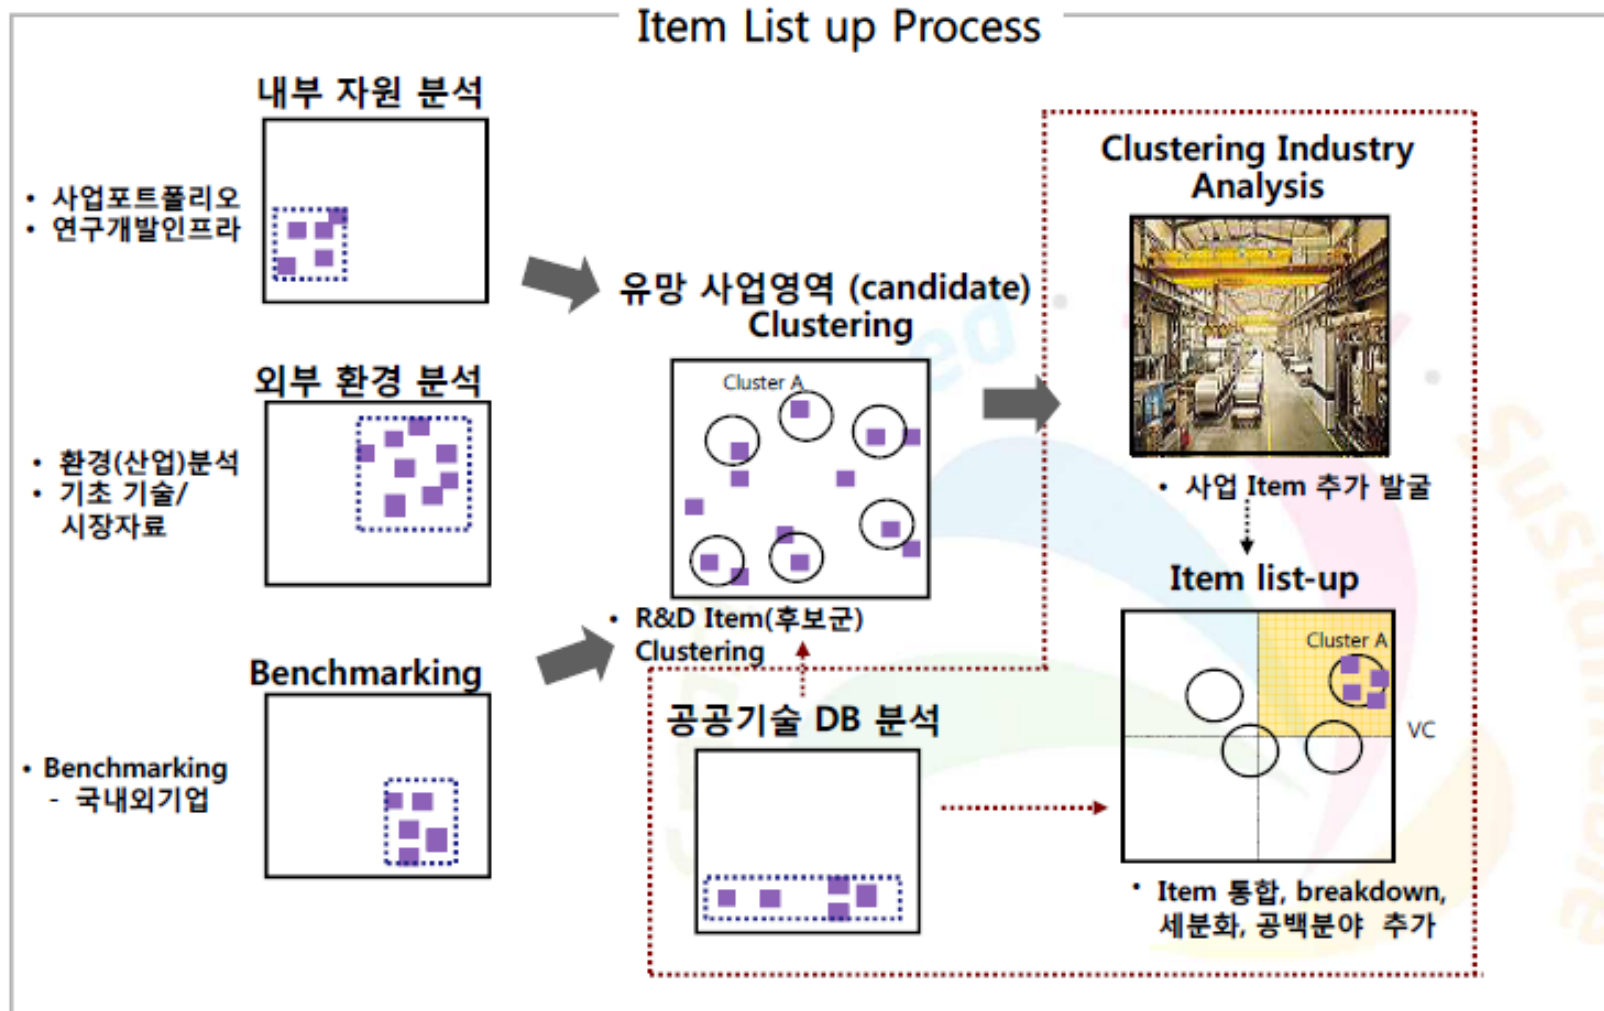 Item List up Process
내부 자원 분석
• 사업포트폴리오
• 연구개발인프라
외부 환경 분석
• 환경(산업)분석
• 기초 기술/
시장자료
Benchmarking
• Benchmarking
- 국내외기업
유망 사업영역 (candidate)
Clustering
Cluster A
• R&D Item(후보군)
Clustering
공공기술 DB 분석
Clustering Industry
Analysis
• 사업 Item 추가 발굴
Item list-up
Cluster A
VC
• Item 통합, breakdown,
세분화, 공백분야 추가
sustainable